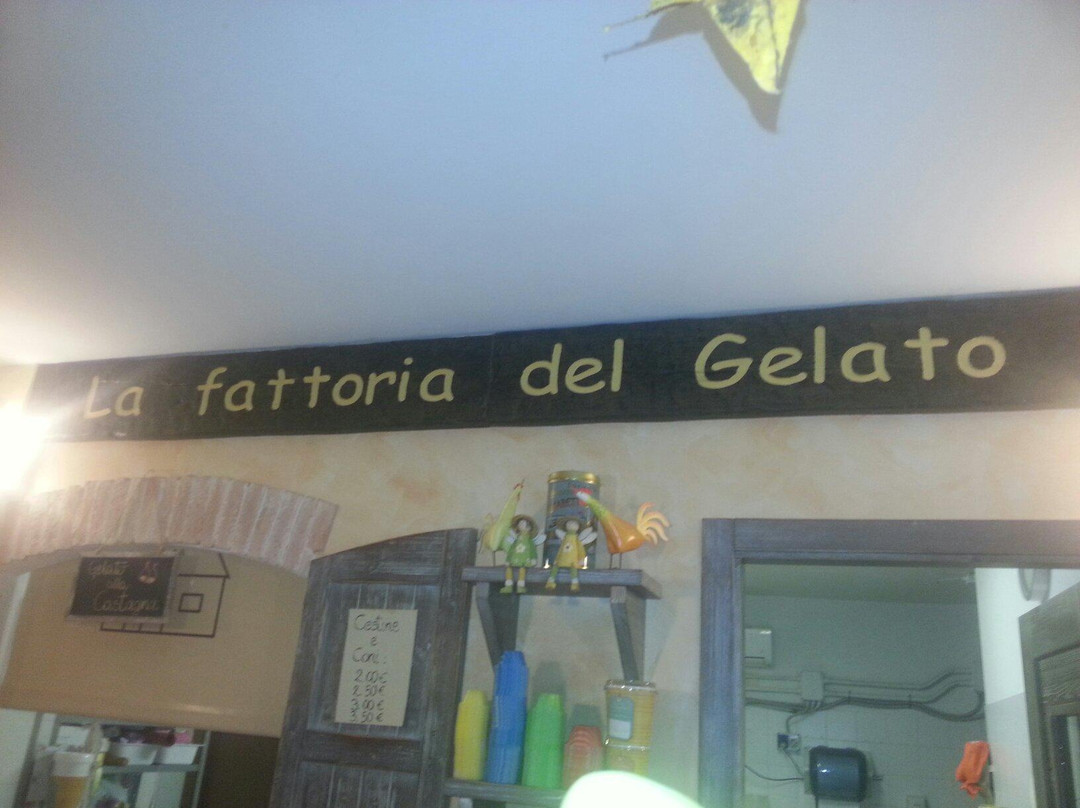 La fattoria del Gelato
Gelato
alla
Castagna
Cestine
e
Coni:
2.00€
2.50€
3.00€
3.50€